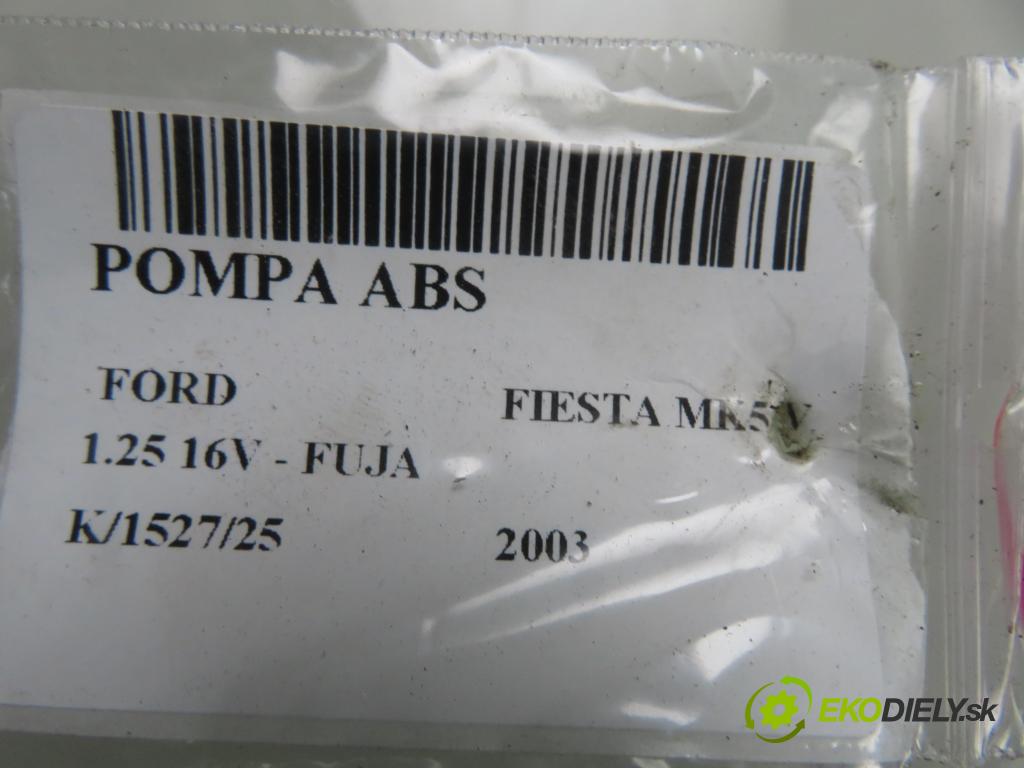 POMPA ABS
FORD FIESTA MK5 V
1.25 16V - FUJA
K/1527/25 2003
EKODIELY.sk